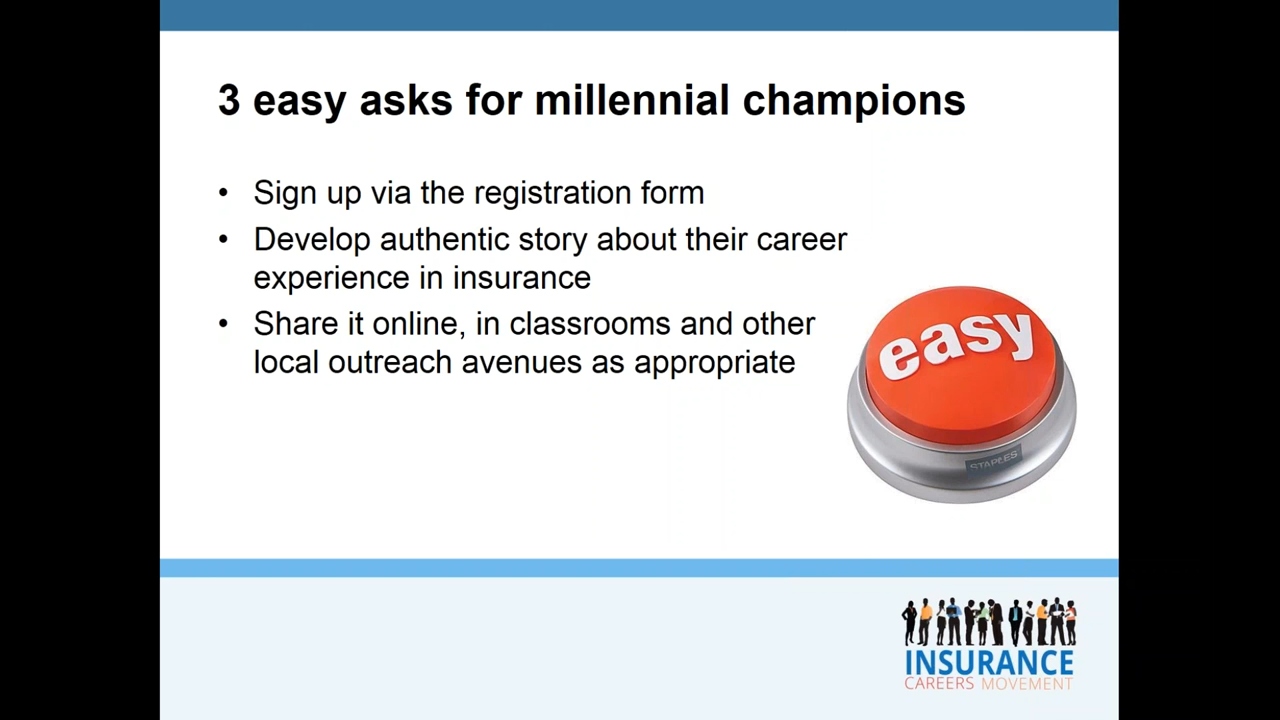 3 easy asks for millennial champions
• Sign up via the registration form
• Develop authentic story about their career
experience in insurance
• Share it online, in classrooms and other
local outreach avenues as appropriate
easy
STAPLES
INSURANCE
CAREERS MOVEMENT